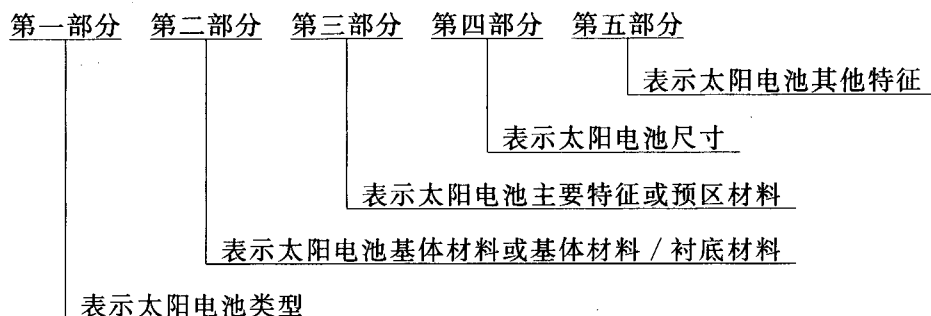 第一部分 第二部分 第三部分 第四部分 第五部分
表示太阳电池其他特征
表示太阳电池尺寸
表示太阳电池主要特征或预区材料
表示太阳电池基体材料或基体材料/衬底材料
表示太阳电池类型